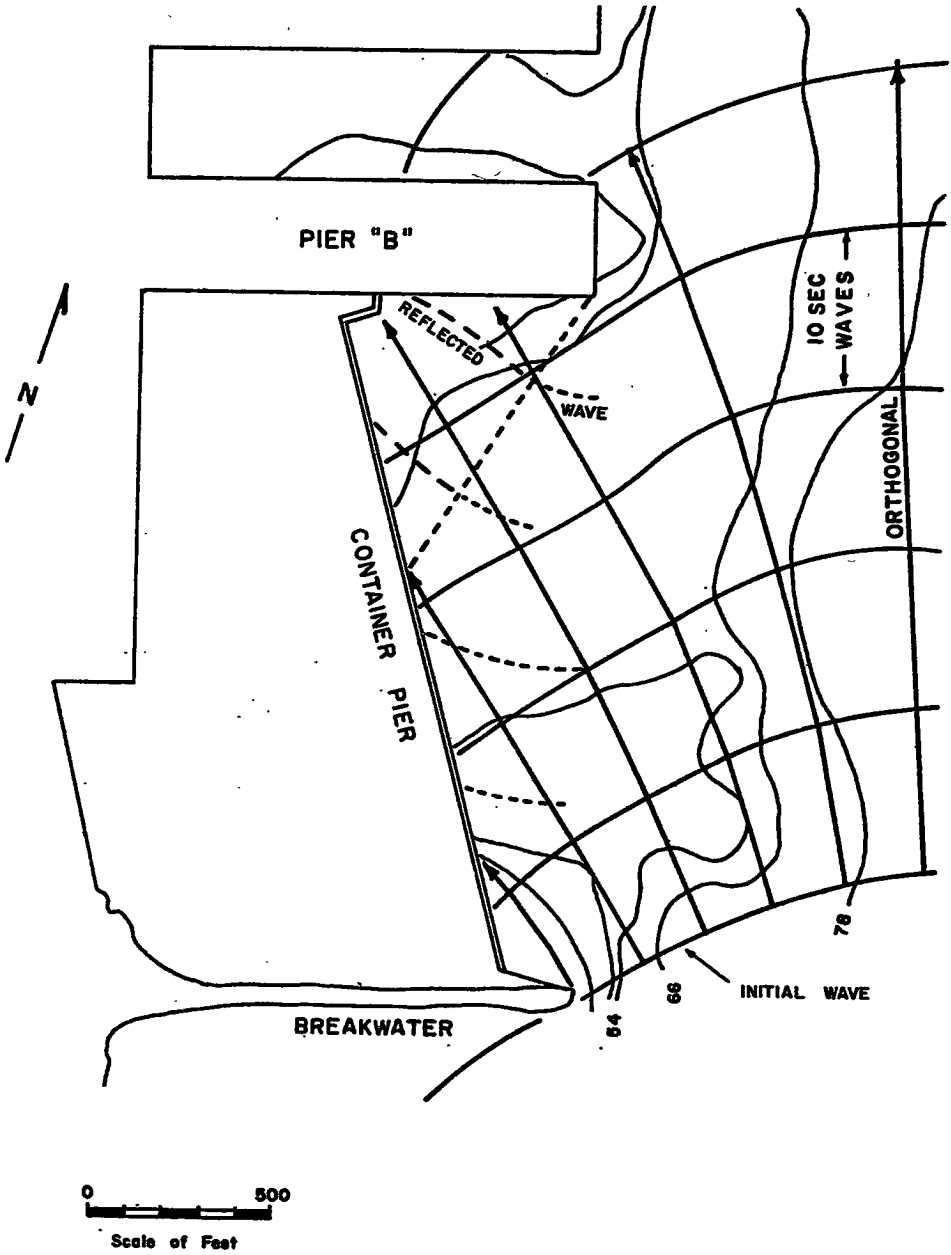 PIER "B"
N
REFLECTED
WAVE
10 SEC
WAVES
ORTHOGONAL
CONTAINER PIER
78
66
64
INITIAL WAVE
BREAKWATER
0 500
Scale of Feet